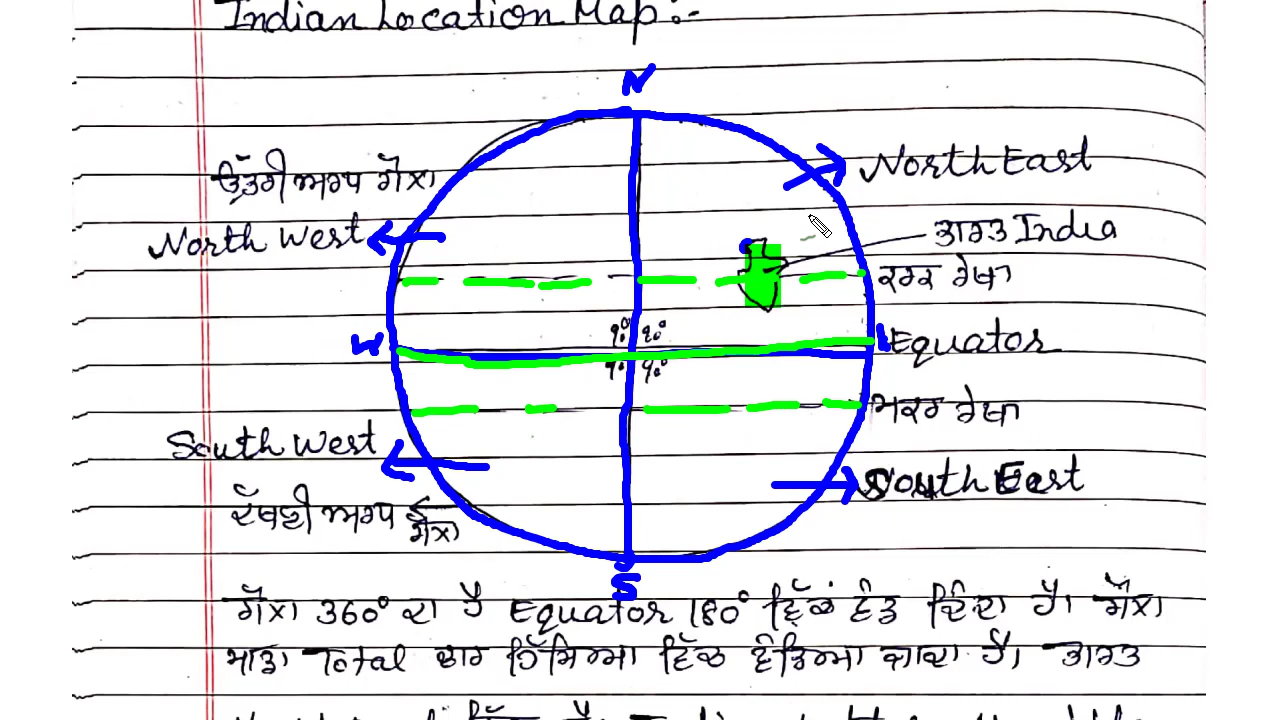 Indian Location Map :-
N
ਉੱਤਰੀ ਅਰਧ ਗੋਲਾ
North East
North West
ਭਾਰਤ India
ਕਰਕ ਰੇਖਾ
90° 90°
W
Equator
90° 90°
ਮਕਰ ਰੇਖਾ
South West
South East
ਦੱਖਣੀ ਅਰਧ ਗੋਲਾ
S
ਗੋਲਾ 360° ਦਾ ਹੈ Equator 180° ਵਿੱਚ ਵੰਡ ਦਿੰਦਾ ਹੈ। ਗੋਲਾ
ਸਾਡਾ Total ਚਾਰ ਹਿੱਸਿਆ ਵਿੱਚ ਵੰਡਿਆ ਜਾਂਦਾ ਹੈ। ਭਾਰਤ